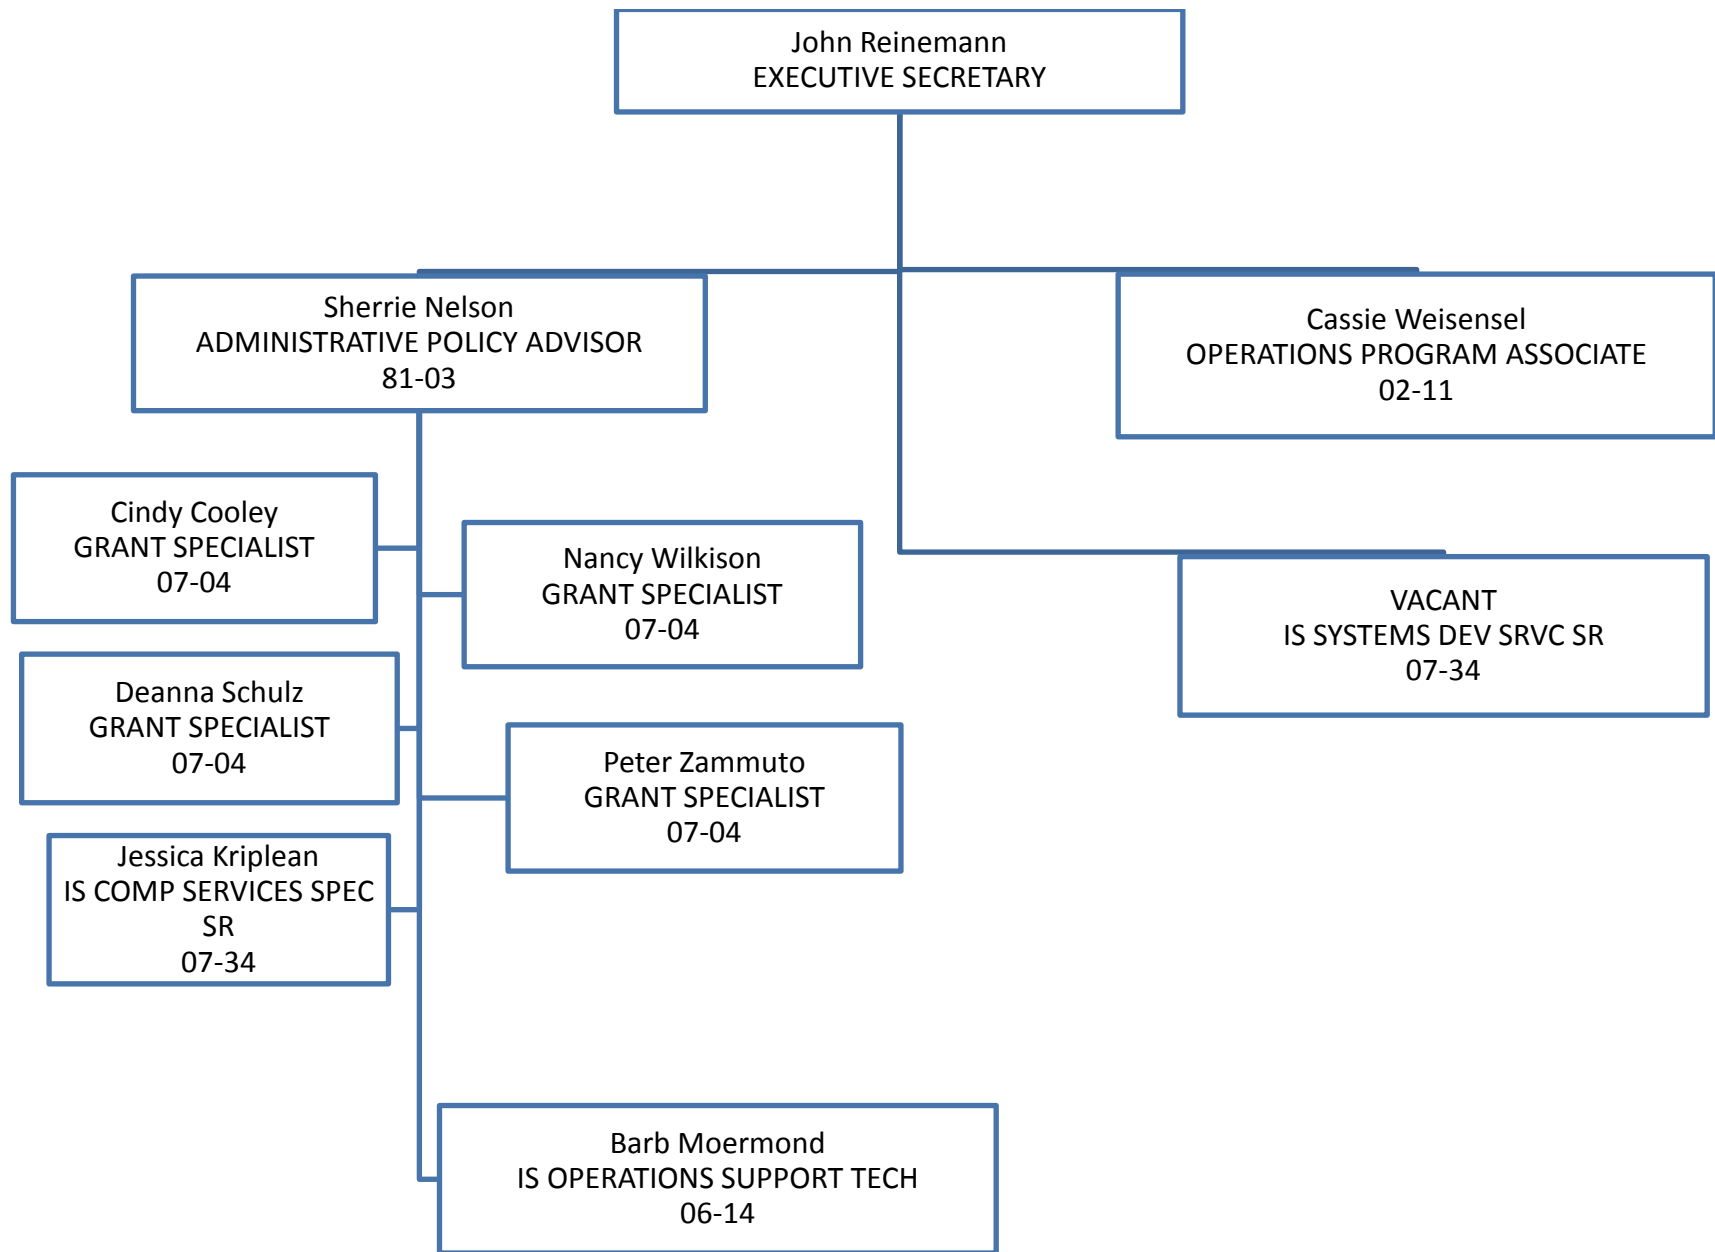 John Reinemann
EXECUTIVE SECRETARY
Sherrie Nelson
ADMINISTRATIVE POLICY ADVISOR
81-03
Cassie Weisensel
OPERATIONS PROGRAM ASSOCIATE
02-11
Cindy Cooley
GRANT SPECIALIST
07-04
Nancy Wilkison
GRANT SPECIALIST
07-04
VACANT
IS SYSTEMS DEV SRVC SR
07-34
Deanna Schulz
GRANT SPECIALIST
07-04
Peter Zammuto
GRANT SPECIALIST
07-04
Jessica Kriplean
IS COMP SERVICES SPEC
SR
07-34
Barb Moermond
IS OPERATIONS SUPPORT TECH
06-14